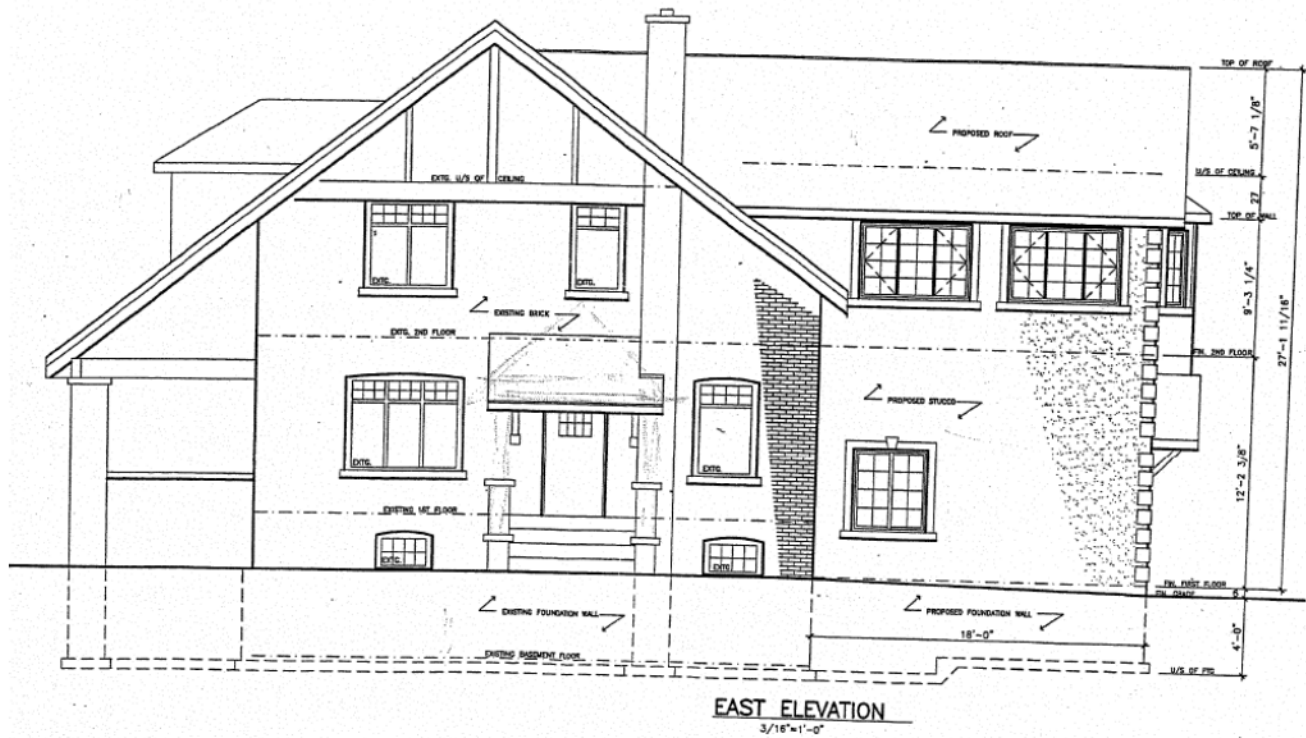 TOP OF ROOF
5'-7 1/8"
PROPOSED ROOF
U/S OF CEILING
EXTG. U/S OF CEILING
27
TOP OF WALL
EXTG.
EXTG.
9'-3 1/4"
EXISTING BRICK
EXTG. 2ND FLOOR
FIN. 2ND FLOOR
27'-1 11/16"
PROPOSED STUCCO
EXTG.
EXTG.
12'-2 3/8"
EXISTING 1ST FLOOR
EXTG.
EXTG.
FIN. FIRST FLOOR
FIN. GRADE
6
EXISTING FOUNDATION WALL
PROPOSED FOUNDATION WALL
18'-0"
4'-0"
EXISTING BASEMENT FLOOR
U/S OF FTG
EAST ELEVATION
3/16"=1'-0"